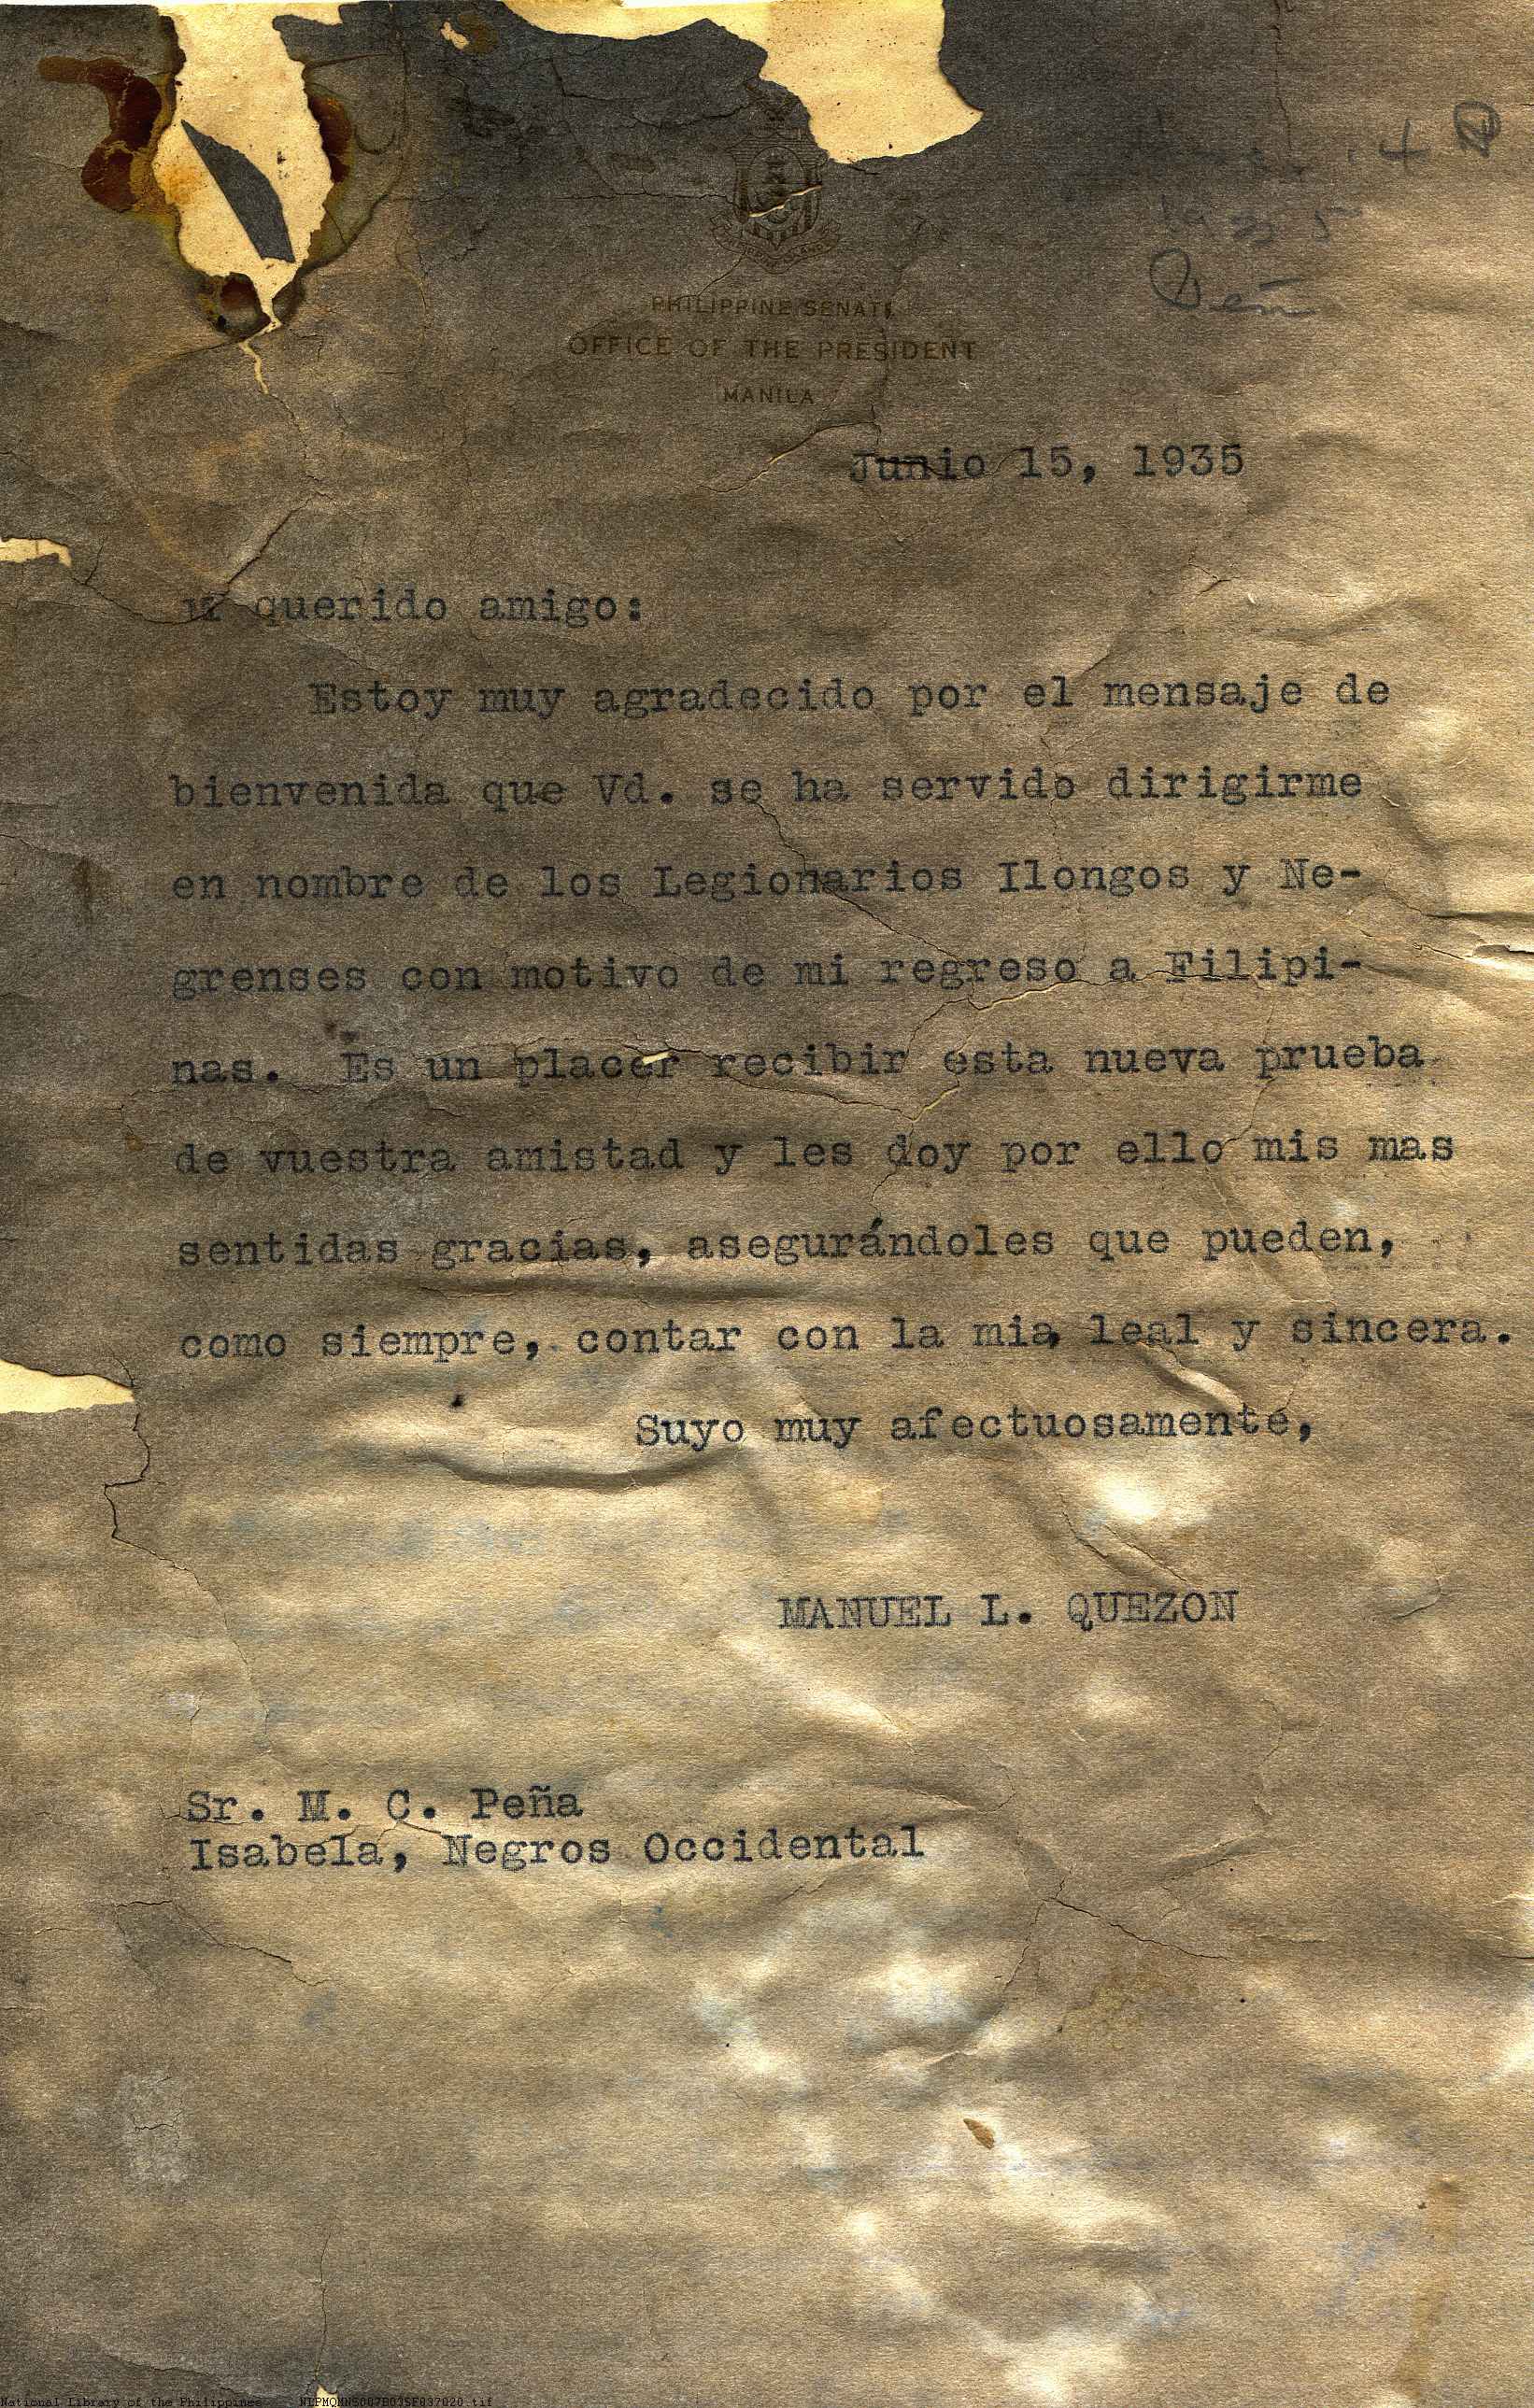 PHILIPPINE SENATE
OFFICE OF THE PRESIDENT
MANILA
Junio 15, 1935
querido amigo:
Estoy muy agradecido por el mensaje de
bienvenida que Vd. se ha servido dirigirme
en nombre de los Legionarios Ilongos y Ne-
grenses con motivo de mi regreso a Filipi-
nas. Es un placer recibir esta nueva prueba
de vuestra amistad y les doy por ello mis mas
sentidas gracias, asegurándoles que pueden,
como siempre, contar con la mia, leal y sincera.
Suyo muy afectuosamente,
MANUEL L. QUEZON
Sr. M. C. Peña
Isabela, Negros Occidental
National Library of the Philippines NLPMQMNS007B035F037020.tif